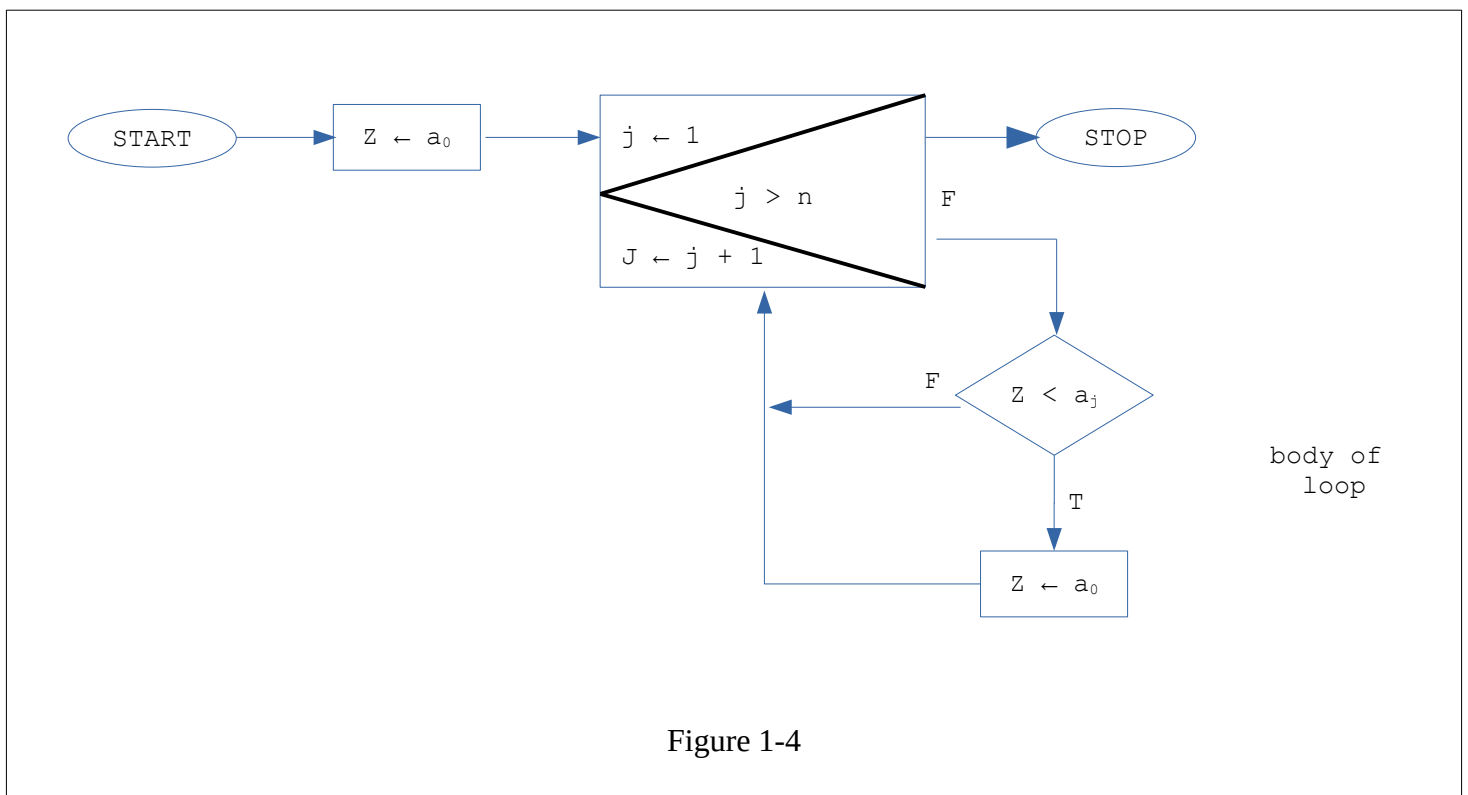 START
Z ← a₀
j ← 1
j > n
J ← j + 1
STOP
F
Z < aⱼ
F
T
body of
loop
Z ← a₀
Figure 1-4